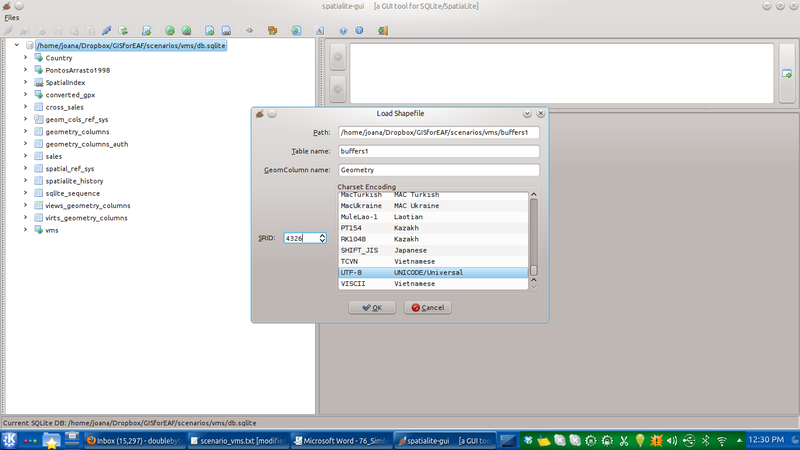 spatialite-gui [a GUI tool for SQLite/SpatiaLite]
Files
/home/joana/Dropbox/GISforEAF/scenarios/vms/db.sqlite
Country
PontosArrasto1998
SpatialIndex
converted_gpx
cross_sales
geom_cols_ref_sys
geometry_columns
geometry_columns_auth
sales
spatial_ref_sys
spatialite_history
sqlite_sequence
views_geometry_columns
virts_geometry_columns
vms
Load Shapefile
Path: /home/joana/Dropbox/GISforEAF/scenarios/vms/buffers1
Table name: buffers1
GeomColumn name: Geometry
Charset Encoding
MacTurkish MAC Turkish
MacUkraine MAC Ukraine
MuleLao-1 Laotian
PT154 Kazakh
RK1048 Kazakh
SHIFT_JIS Japanese
TCVN Vietnamese
UTF-8 UNICODE/Universal
VISCII Vietnamese
SRID: 4326
OK Cancel
Current SQLite DB: /home/joana/Dropbox/GISforEAF/scenarios/vms/db.sqlite
Inbox (15,297) - doubleby scenario_vms.txt [modified Microsoft Word - 76_Sim spatialite-gui [a GUI too 12:30 PM